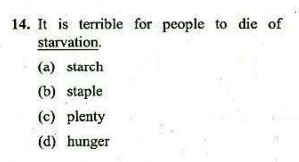 14. It is terrible for people to die of
starvation.
(a) starch
(b) staple
(c) plenty
(d) hunger